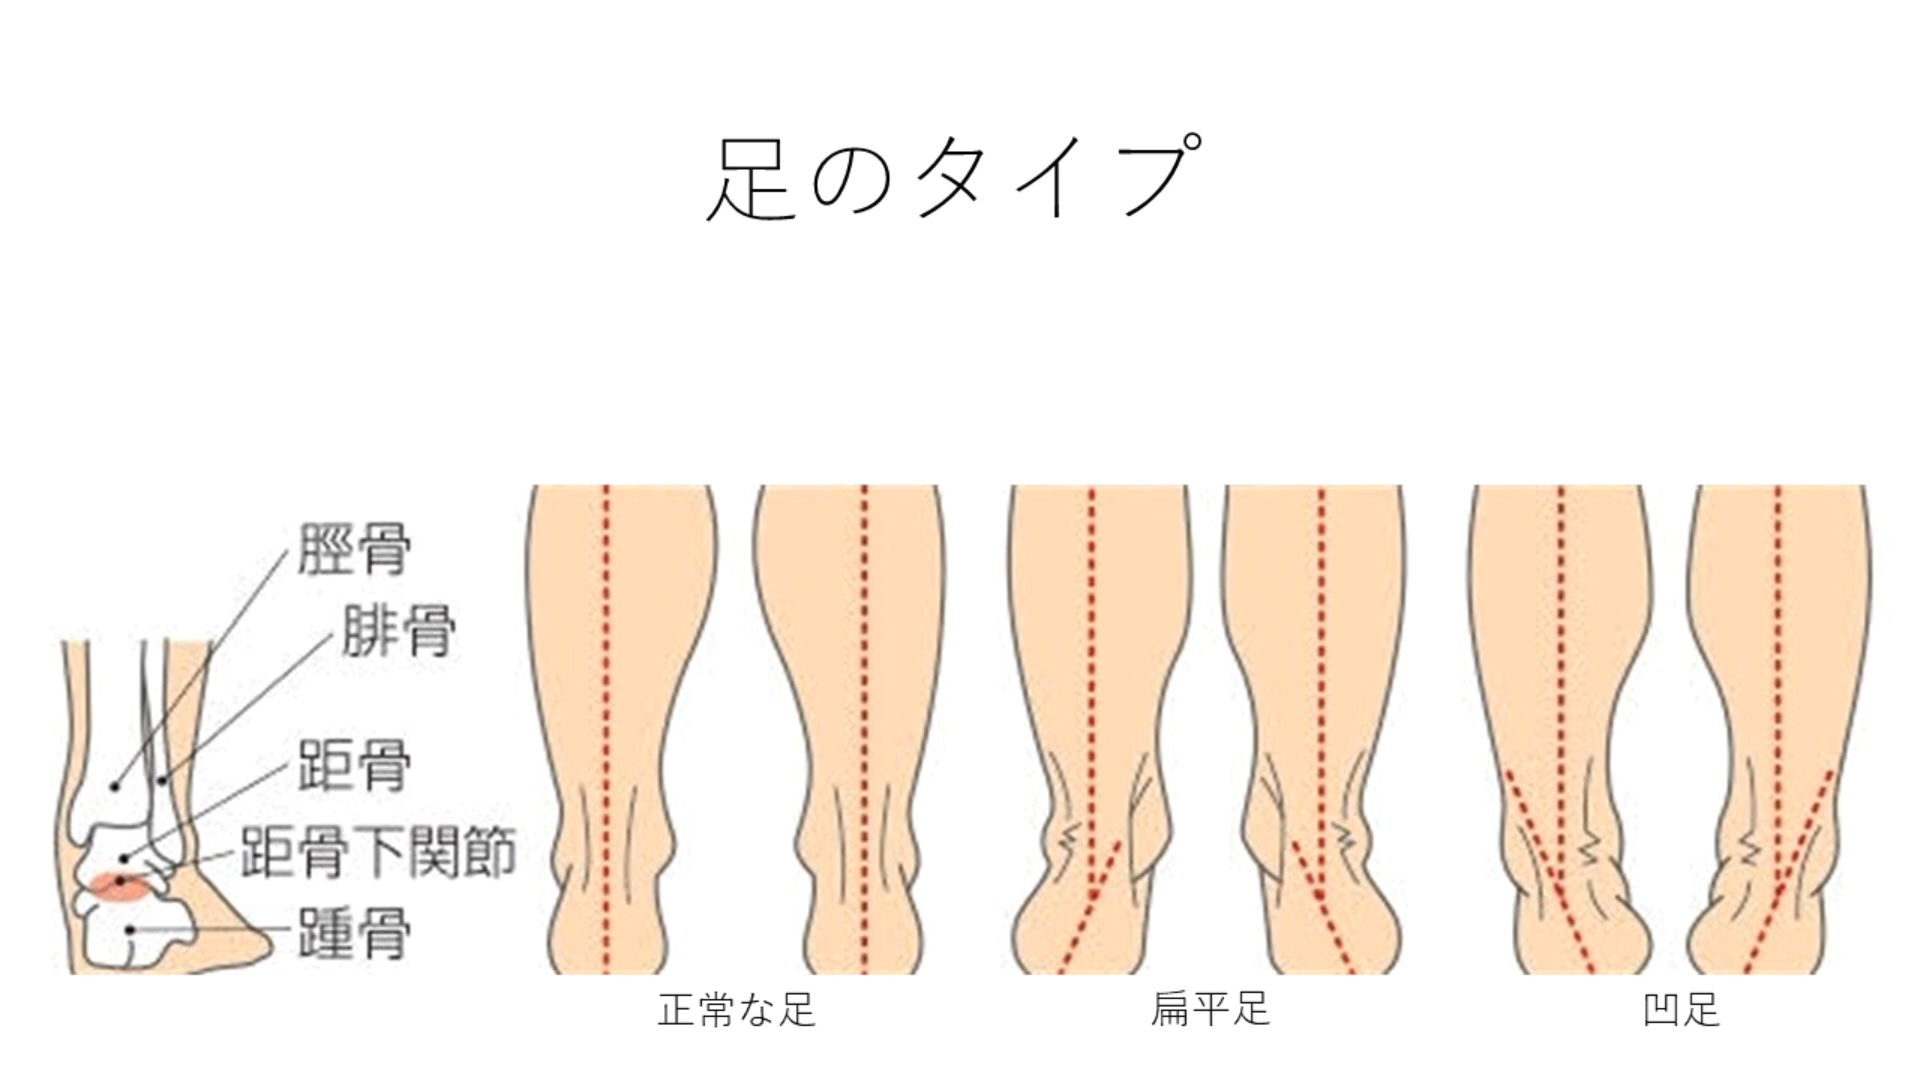 足のタイプ
脛骨
腓骨
距骨
距骨下関節
踵骨
正常な足
扁平足
凹足